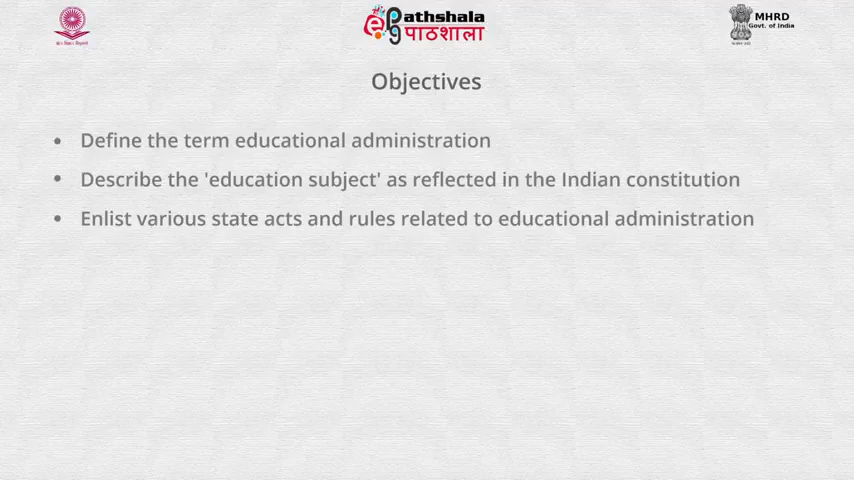 epgpathshala
पाठशाला
MHRD
Govt. of India
Objectives
• Define the term educational administration
• Describe the 'education subject' as reflected in the Indian constitution
• Enlist various state acts and rules related to educational administration